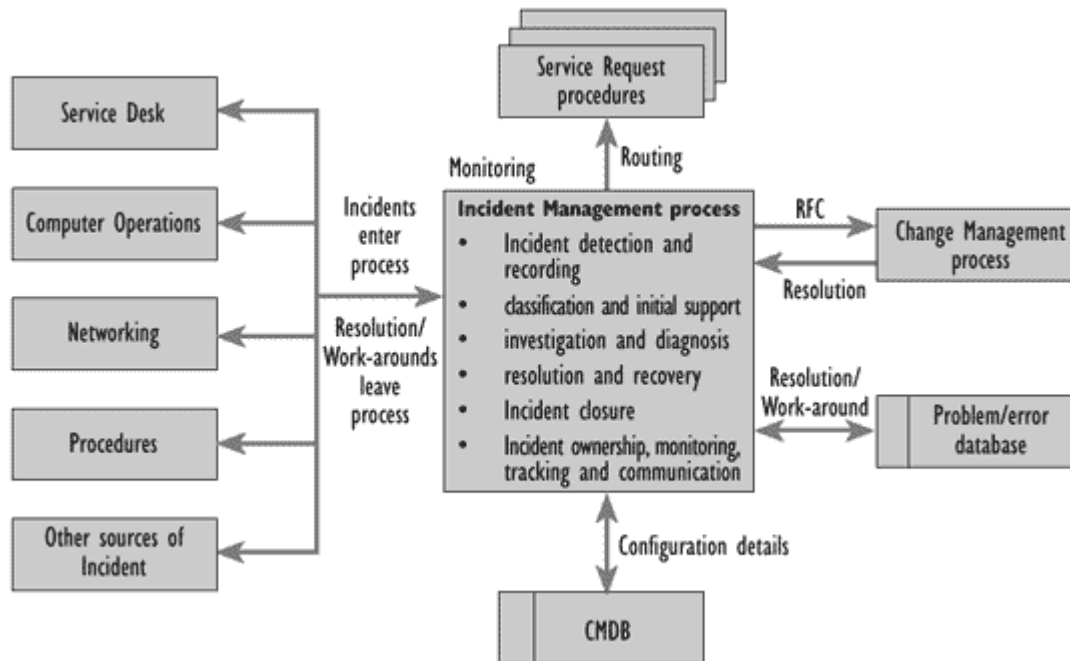 Service Request
procedures
Service Desk
Routing
Monitoring
Incident Management process
Computer Operations
Incidents
enter
process
• Incident detection and
recording
• classification and initial support
• investigation and diagnosis
• resolution and recovery
• Incident closure
• Incident ownership, monitoring,
tracking and communication
RFC
Change Management
process
Resolution
Networking
Resolution/
Work-arounds
leave
process
Resolution/
Work-around
Problem/error
database
Procedures
Other sources of
Incident
Configuration details
CMDB